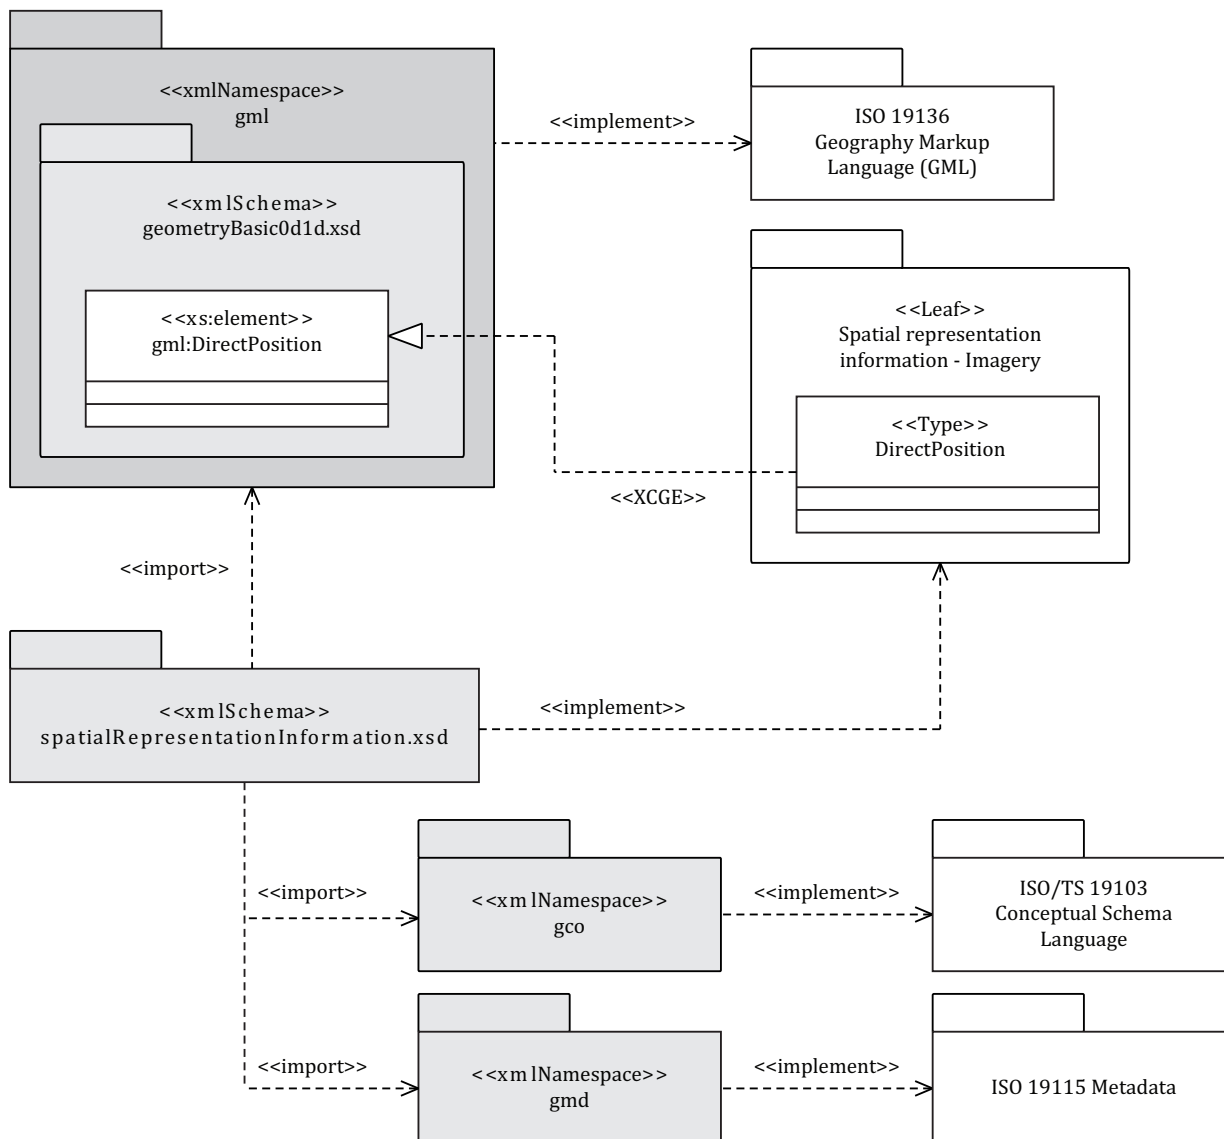 <<xmlNamespace>>
gml
<<implement>>
ISO 19136
Geography Markup
Language (GML)
<<xmlSchema>>
geometryBasic0d1d.xsd
<<xs:element>>
gml:DirectPosition
<<Leaf>>
Spatial representation
information - Imagery
<<Type>>
DirectPosition
<<XCGE>>
<<import>>
<<xmlSchema>>
spatialRepresentationInformation.xsd
<<implement>>
<<import>>
<<xmlNamespace>>
gco
<<implement>>
ISO/TS 19103
Conceptual Schema
Language
<<import>>
<<xmlNamespace>>
gmd
<<implement>>
ISO 19115 Metadata